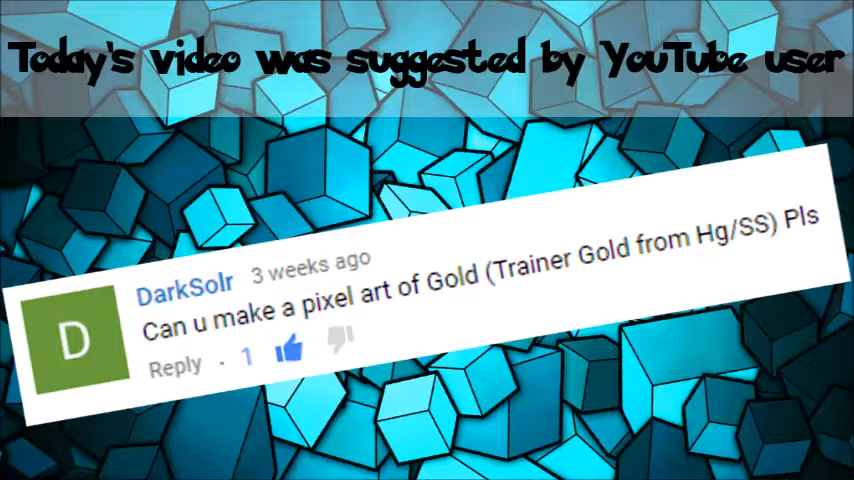 Today's video was suggested by YouTube user
D
DarkSolr 3 weeks ago
Can u make a pixel art of Gold (Trainer Gold from Hg/SS) Pls
Reply · 1